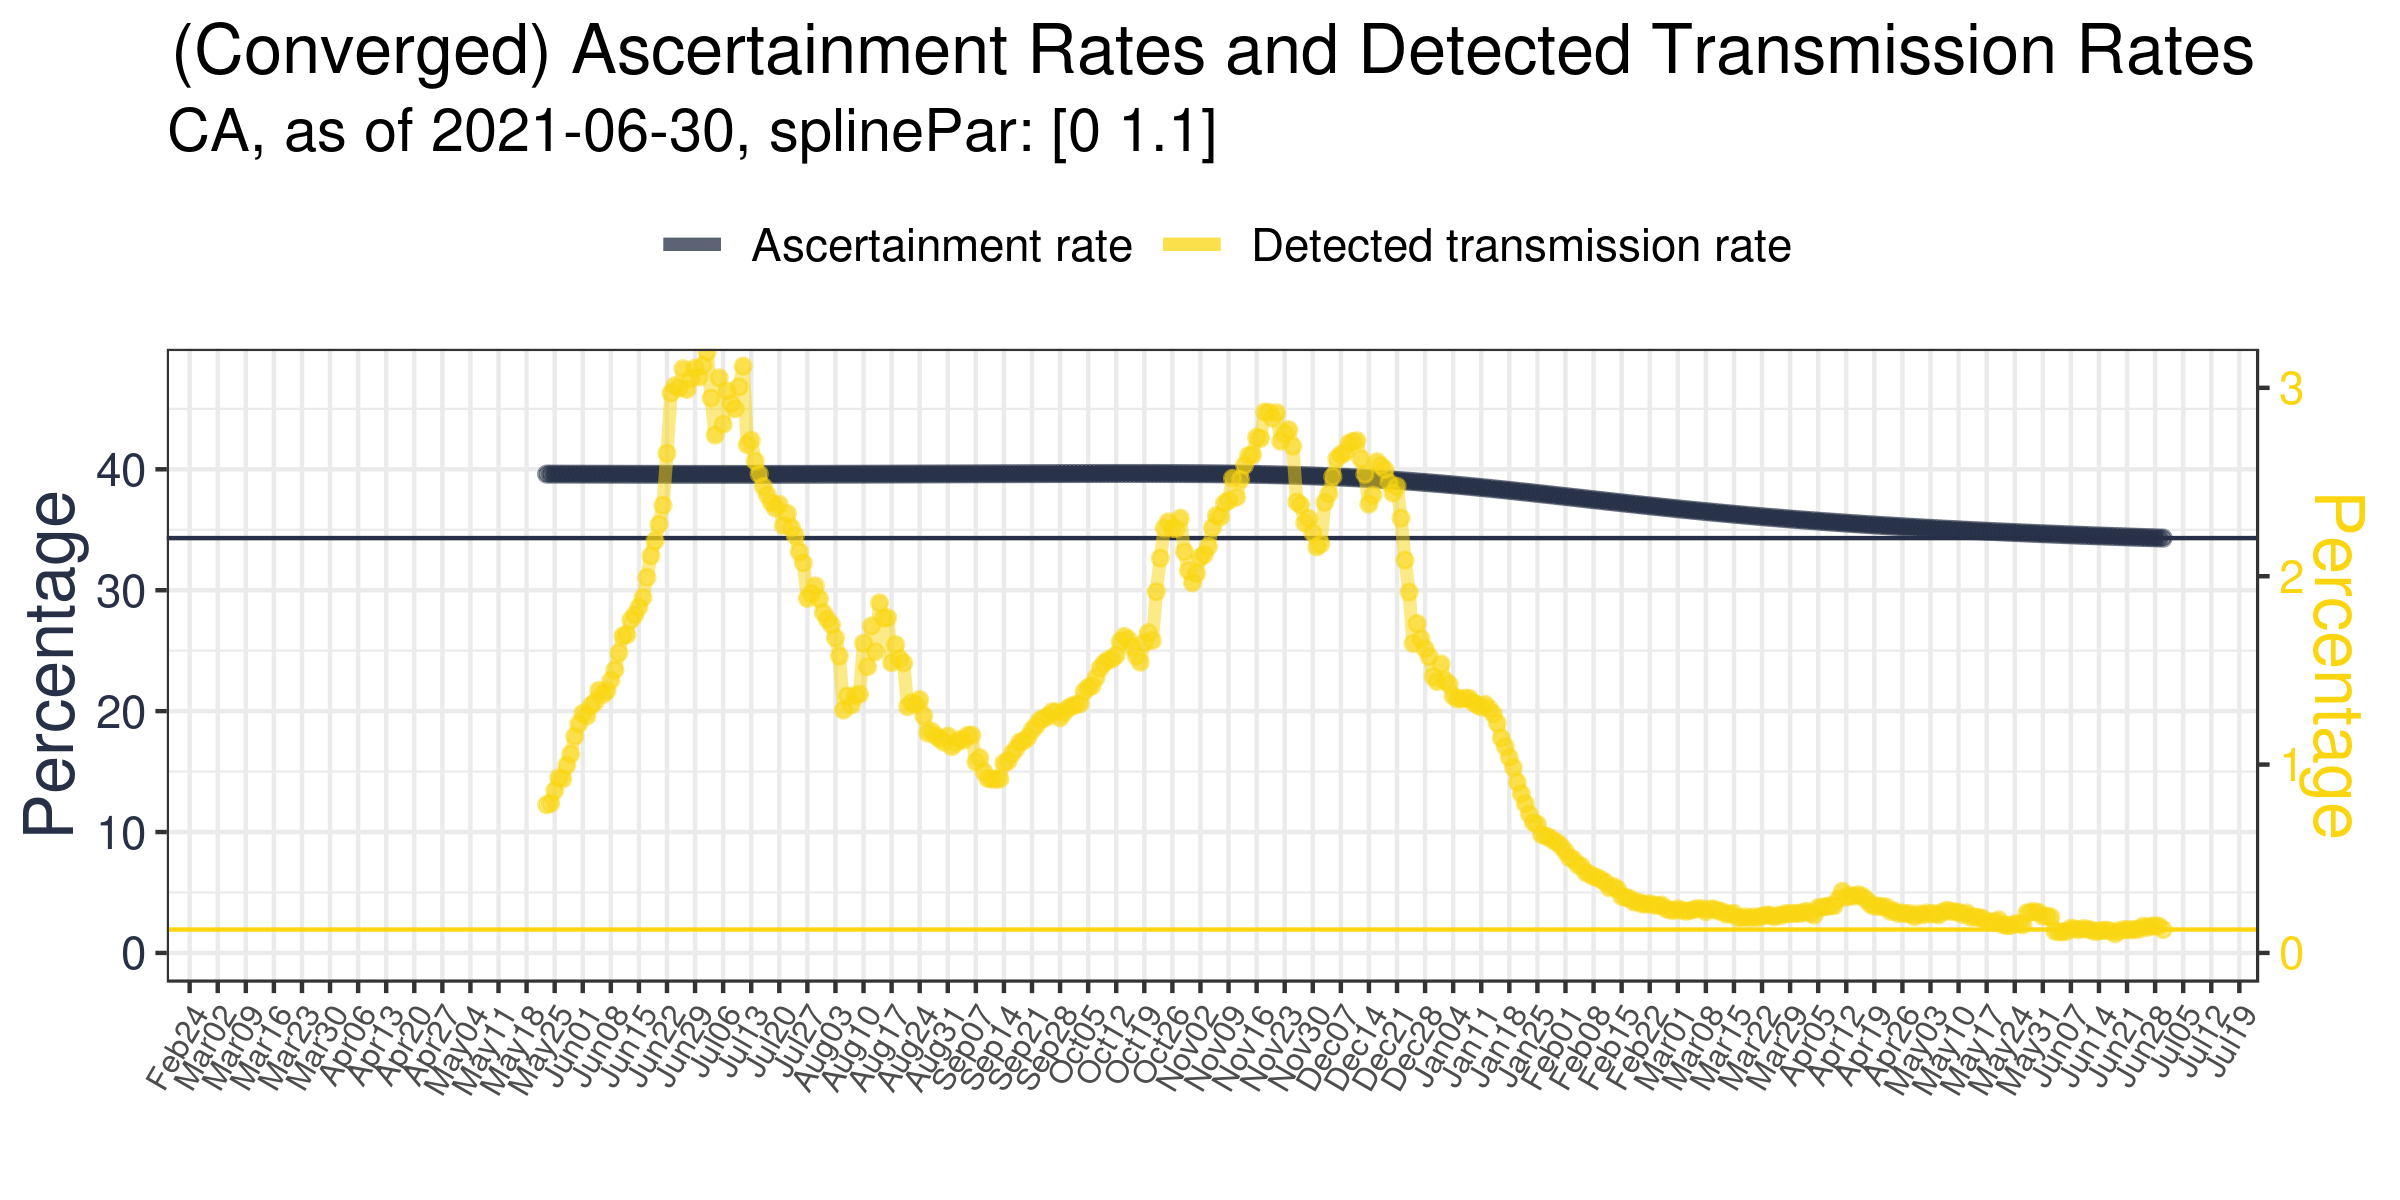 (Converged) Ascertainment Rates and Detected Transmission Rates
CA, as of 2021-06-30, splinePar: [0 1.1]
Ascertainment rate
Detected transmission rate
Percentage
40
30
20
10
0
3
2
1
0
Percentage
Feb24
Mar02
Mar09
Mar16
Mar23
Mar30
Apr06
Apr13
Apr20
Apr27
May04
May11
May18
May25
Jun01
Jun08
Jun15
Jun22
Jun29
Jul06
Jul13
Jul20
Jul27
Aug03
Aug10
Aug17
Aug24
Aug31
Sep07
Sep14
Sep21
Sep28
Oct05
Oct12
Oct19
Oct26
Nov02
Nov09
Nov16
Nov23
Nov30
Dec07
Dec14
Dec21
Dec28
Jan04
Jan11
Jan18
Jan25
Feb01
Feb08
Feb15
Feb22
Mar01
Mar08
Mar15
Mar22
Mar29
Apr05
Apr12
Apr19
Apr26
May03
May10
May17
May24
May31
Jun07
Jun14
Jun21
Jun28
Jul05
Jul12
Jul19